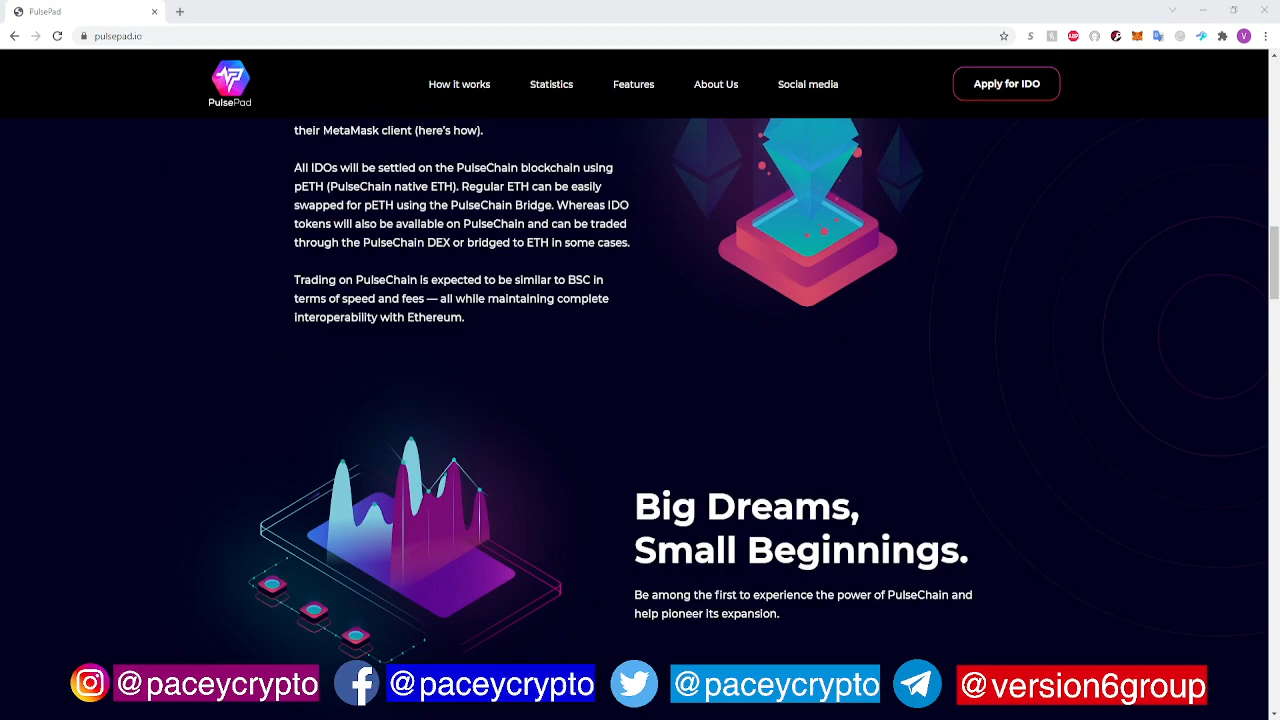 PulsePad
pulsepad.io
ABP
V
PulsePad
How it works
Statistics
Features
About Us
Social media
Apply for IDO
their MetaMask client (here's how).
All IDOs will be settled on the PulseChain blockchain using
pETH (PulseChain native ETH). Regular ETH can be easily
swapped for pETH using the PulseChain Bridge. Whereas IDO
tokens will also be available on PulseChain and can be traded
through the PulseChain DEX or bridged to ETH in some cases.
Trading on PulseChain is expected to be similar to BSC in
terms of speed and fees — all while maintaining complete
interoperability with Ethereum.
Big Dreams,
Small Beginnings.
Be among the first to experience the power of PulseChain and
help pioneer its expansion.
@paceycrypto
@paceycrypto
@paceycrypto
@version6group